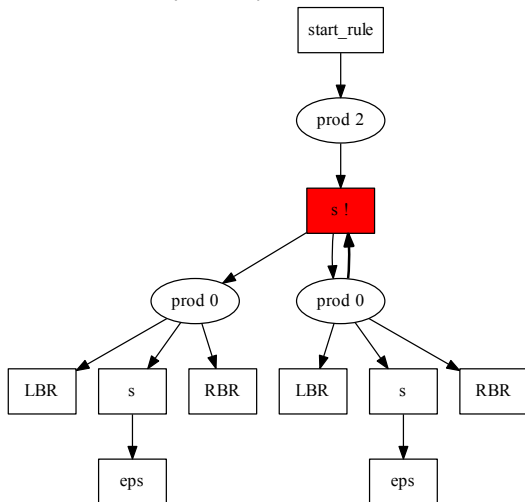 start_rule
prod 2
s !
prod 0 prod 0
LBR s RBR LBR s RBR
eps eps